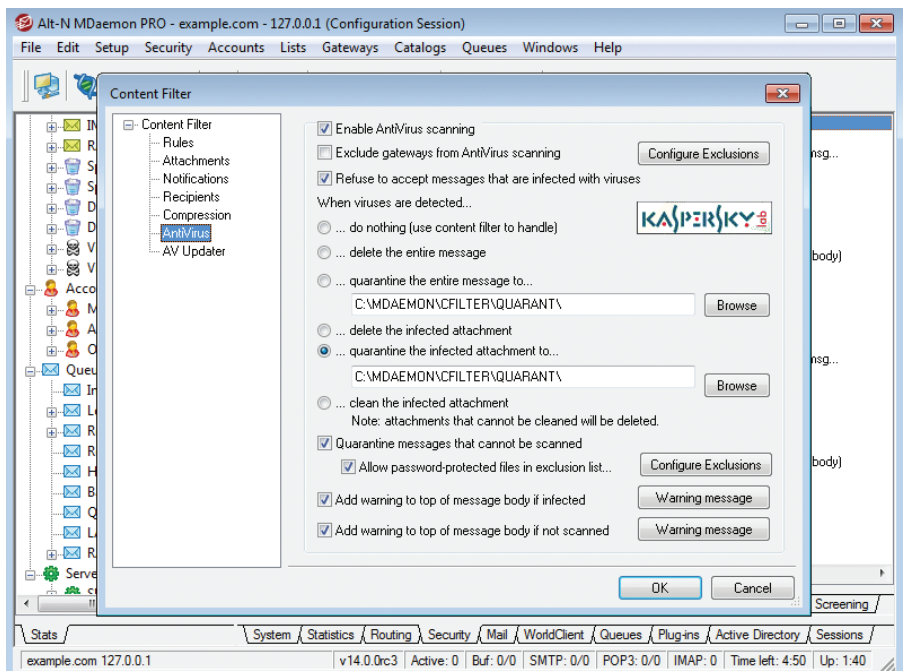 Alt-N MDaemon PRO - example.com - 127.0.0.1 (Configuration Session)
File Edit Setup Security Accounts Lists Gateways Catalogs Queues Windows Help
Content Filter
Content Filter
Rules
Attachments
Notifications
Recipients
Compression
AntiVirus
AV Updater
Enable AntiVirus scanning
Exclude gateways from AntiVirus scanning
Configure Exclusions
Refuse to accept messages that are infected with viruses
When viruses are detected...
KASPERSKY
... do nothing (use content filter to handle)
... delete the entire message
... quarantine the entire message to...
C:\MDAEMON\CFILTER\QUARANT\
Browse
... delete the infected attachment
... quarantine the infected attachment to...
C:\MDAEMON\CFILTER\QUARANT\
Browse
... clean the infected attachment
Note: attachments that cannot be cleaned will be deleted.
Quarantine messages that cannot be scanned
Allow password-protected files in exclusion list...
Configure Exclusions
Add warning to top of message body if infected
Warning message
Add warning to top of message body if not scanned
Warning message
OK
Cancel
Acco
Queu
Serve
msg...
body)
nsg...
body)
Screening
Stats
System Statistics Routing Security Mail WorldClient Queues Plug-ins Active Directory Sessions
example.com 127.0.0.1
v14.0.0rc3 Active: 0 Buf: 0/0 SMTP: 0/0 POP3: 0/0 IMAP: 0 Time left: 4:50 Up: 1:40